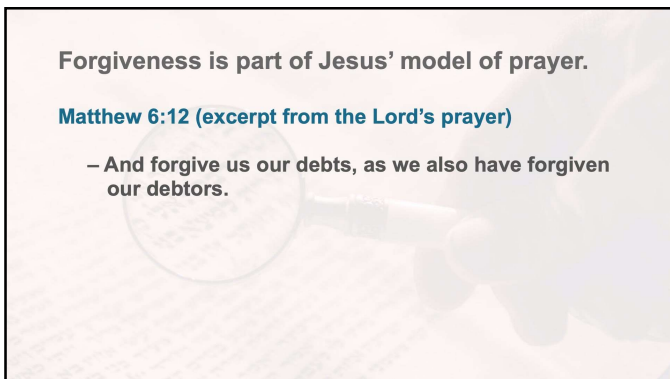 Forgiveness is part of Jesus’ model of prayer.
Matthew 6:12 (excerpt from the Lord’s prayer)
– And forgive us our debts, as we also have forgiven
our debtors.